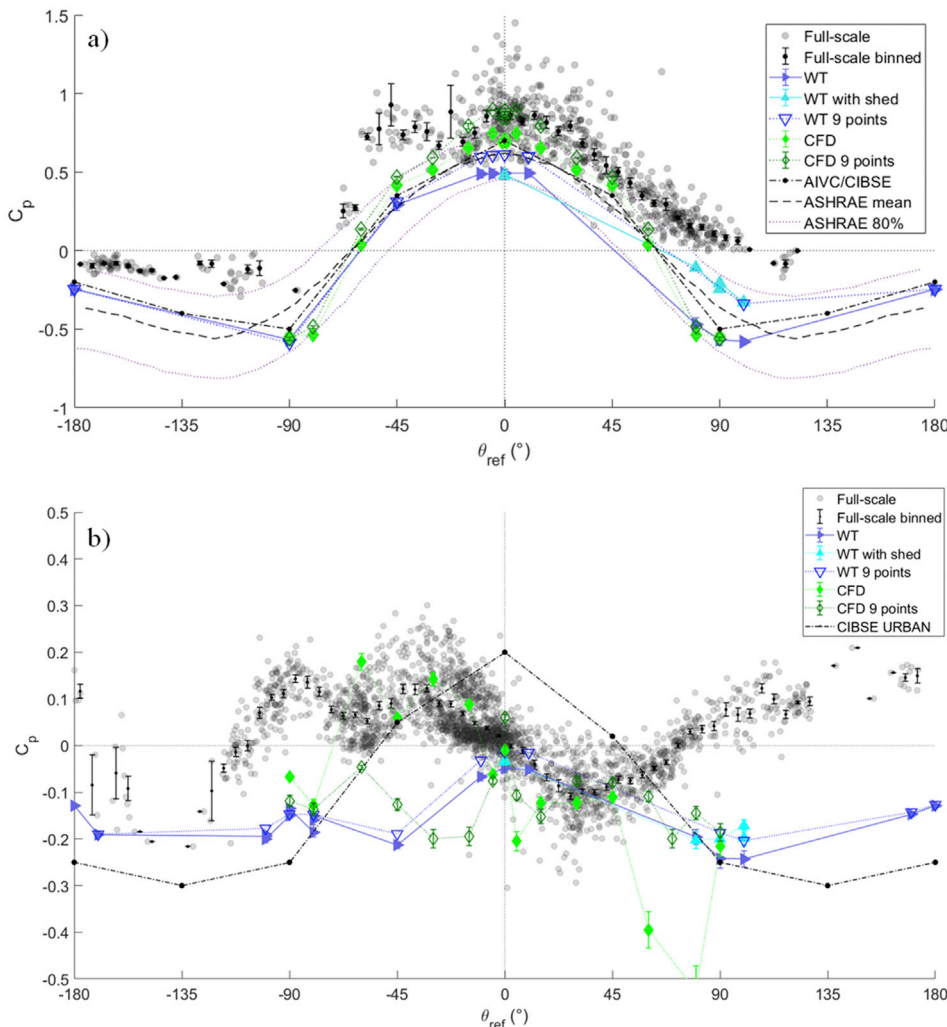 a)
1.5
1
0.5
0
-0.5
-1
C_p
-180
-135
-90
-45
0
45
90
135
180
θ_ref (°)
Full-scale
Full-scale binned
WT
WT with shed
WT 9 points
CFD
CFD 9 points
AIVC/CIBSE
ASHRAE mean
ASHRAE 80%
b)
0.5
0.4
0.3
0.2
0.1
0
-0.1
-0.2
-0.3
-0.4
-0.5
C_p
-180
-135
-90
-45
0
45
90
135
180
θ_ref (°)
Full-scale
Full-scale binned
WT
WT with shed
WT 9 points
CFD
CFD 9 points
CIBSE URBAN